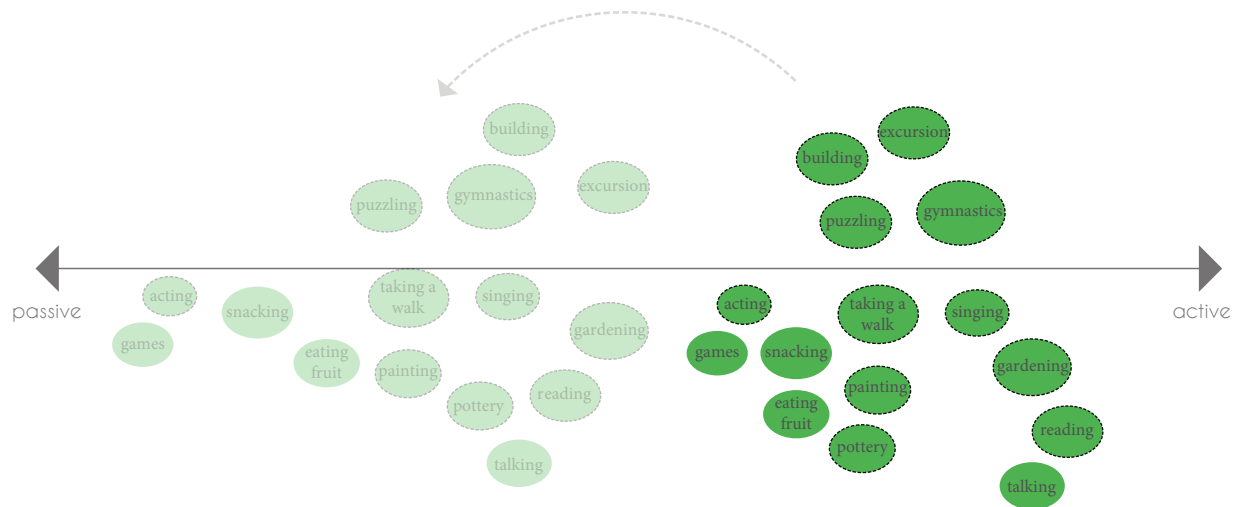 building
excursion
building
excursion
puzzling
gymnastics
puzzling
gymnastics
passive
active
acting
snacking
taking a
walk
singing
gardening
games
eating
fruit
painting
pottery
reading
talking
acting
taking a
walk
singing
games
snacking
gardening
eating
fruit
painting
pottery
reading
talking